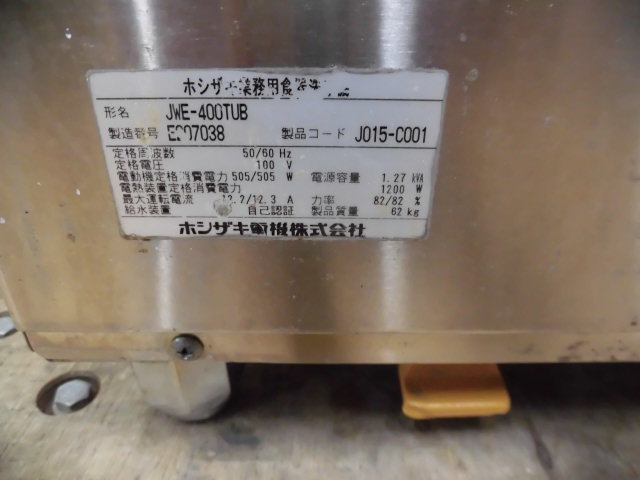 ホシザキ業務用食器洗浄機
形名 JWE-400TUB
製造番号 E207038 製品コード J015-C001
定格周波数 50/60 Hz
定格電圧 100 V
電動機定格消費電力 505/505 W 電源容量 1.27 kVA
電熱装置定格消費電力 1200 W
最大運転電流 12.2/12.3 A 力率 82/82 %
給水装置 自己認証 製品質量 62 kg
ホシザキ電機株式会社